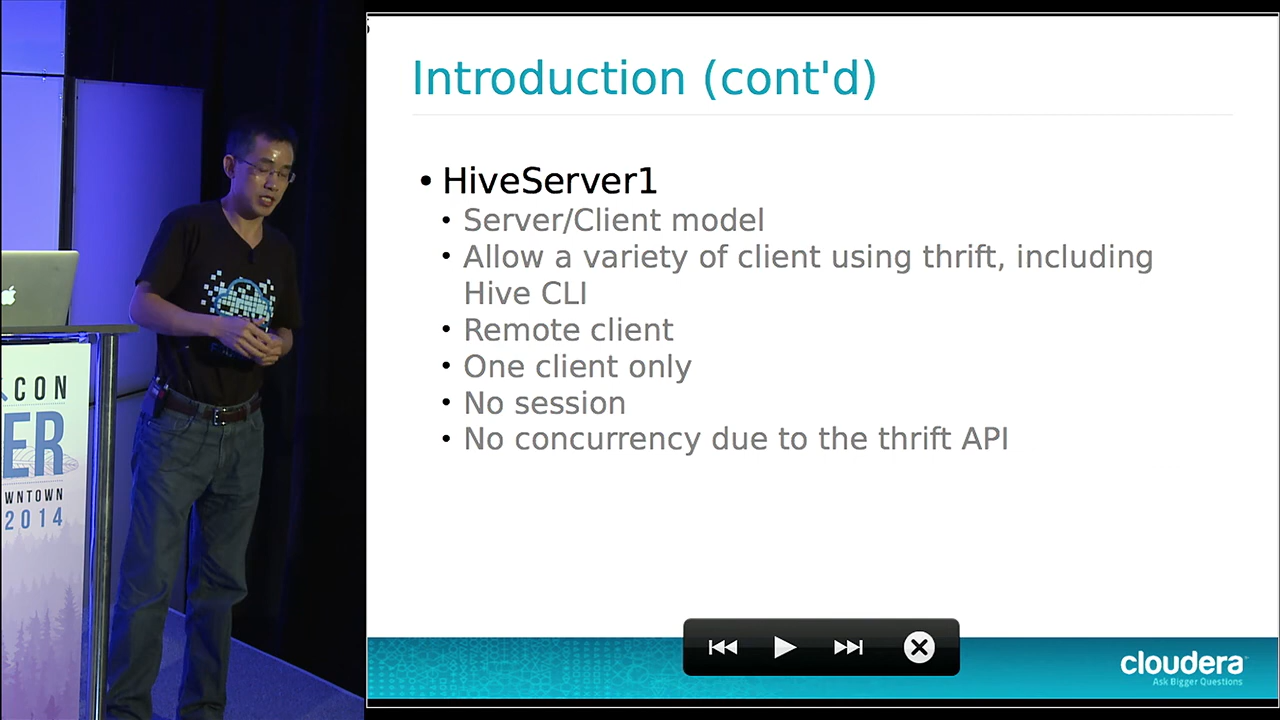 Introduction (cont'd)
• HiveServer1
• Server/Client model
• Allow a variety of client using thrift, including
Hive CLI
• Remote client
• One client only
• No session
• No concurrency due to the thrift API
cloudera
Ask Bigger Questions
CON
ER
WNTOWN
2014